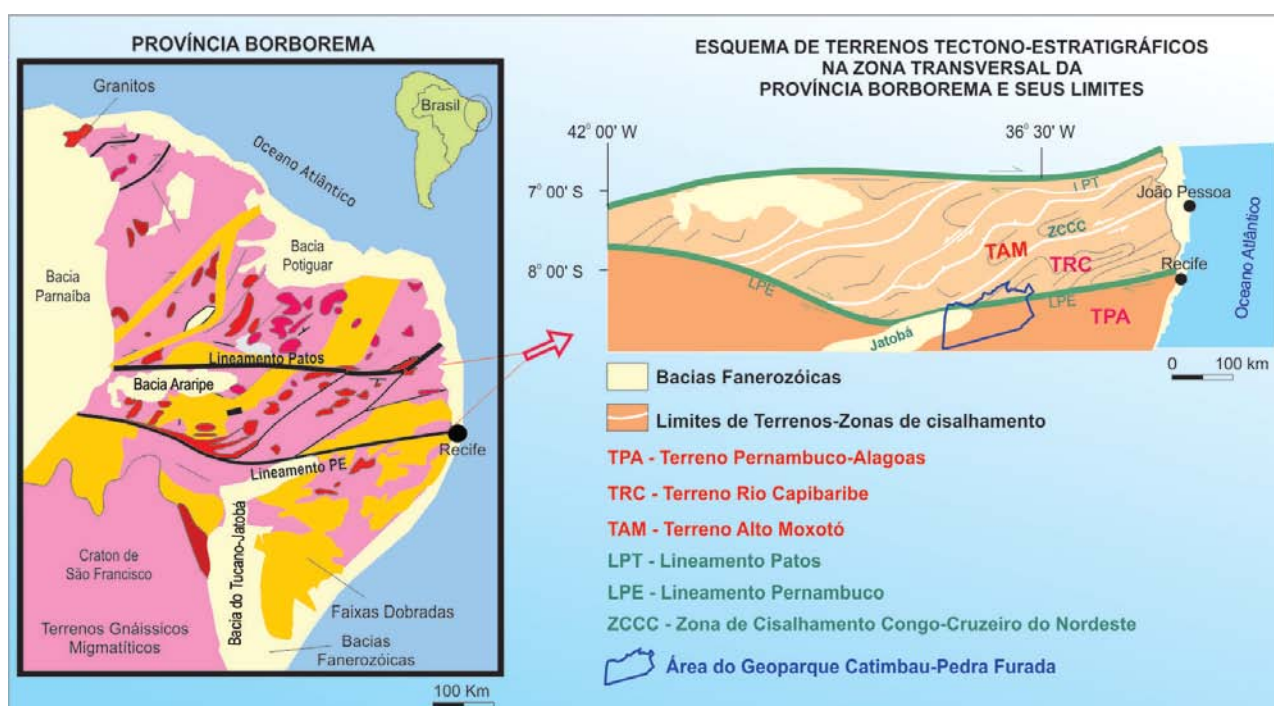 PROVÍNCIA BORBOREMA
Granitos
Brasil
Oceano Atlântico
Bacia
Potiguar
Bacia
Parnaíba
Lineamento Patos
Bacia Araripe
Recife
Lineamento PE
Bacia do Tucano-Jatobá
Craton de
São Francisco
Faixas Dobradas
Terrenos Gnáissicos
Migmatíticos
Bacias
Fanerozóicas
100 Km
ESQUEMA DE TERRENOS TECTONO-ESTRATIGRÁFICOS
NA ZONA TRANSVERSAL DA
PROVÍNCIA BORBOREMA E SEUS LIMITES
42° 00' W
36° 30' W
7° 00' S
8° 00' S
LPT
João Pessoa
ZCCC
TAM
TRC
Recife
LPE
LPE
TPA
Jatobá
Oceano Atlântico
0 100 km
Bacias Fanerozóicas
Limites de Terrenos-Zonas de cisalhamento
TPA - Terreno Pernambuco-Alagoas
TRC - Terreno Rio Capibaribe
TAM - Terreno Alto Moxotó
LPT - Lineamento Patos
LPE - Lineamento Pernambuco
ZCCC - Zona de Cisalhamento Congo-Cruzeiro do Nordeste
Área do Geoparque Catimbau-Pedra Furada